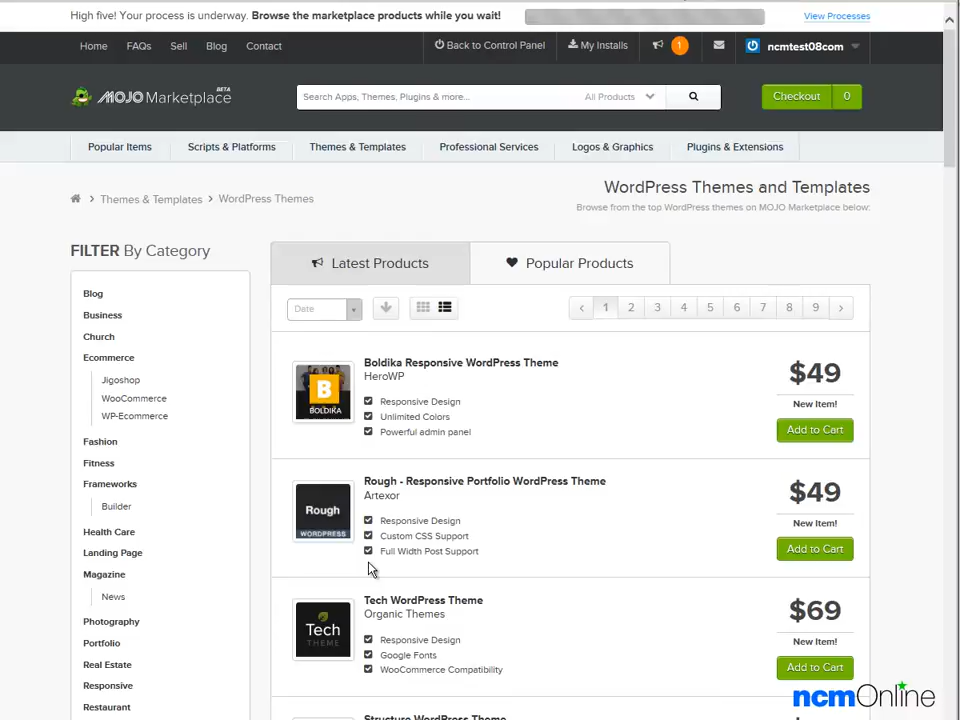 High five! Your process is underway. Browse the marketplace products while you wait!
View Processes
Home
FAQs
Sell
Blog
Contact
Back to Control Panel
My Installs
1
ncmtest08com
MOJO Marketplace
BETA
Search Apps, Themes, Plugins & more...
All Products
Checkout
0
Popular Items
Scripts & Platforms
Themes & Templates
Professional Services
Logos & Graphics
Plugins & Extensions
Themes & Templates > WordPress Themes
WordPress Themes and Templates
Browse from the top WordPress themes on MOJO Marketplace below:
FILTER By Category
Blog
Business
Church
Ecommerce
Jigoshop
WooCommerce
WP-Ecommerce
Fashion
Fitness
Frameworks
Builder
Health Care
Landing Page
Magazine
News
Photography
Portfolio
Real Estate
Responsive
Restaurant
Latest Products
Popular Products
Date
1
2
3
4
5
6
7
8
9
B
BOLDIKA
Boldika Responsive WordPress Theme
HeroWP
Responsive Design
Unlimited Colors
Powerful admin panel
$49
New Item!
Add to Cart
Rough
WORDPRESS
Rough - Responsive Portfolio WordPress Theme
Artexor
Responsive Design
Custom CSS Support
Full Width Post Support
$49
New Item!
Add to Cart
Tech
THEME
Tech WordPress Theme
Organic Themes
Responsive Design
Google Fonts
WooCommerce Compatibility
$69
New Item!
Add to Cart
Structure WordPress Theme
ncmOnline